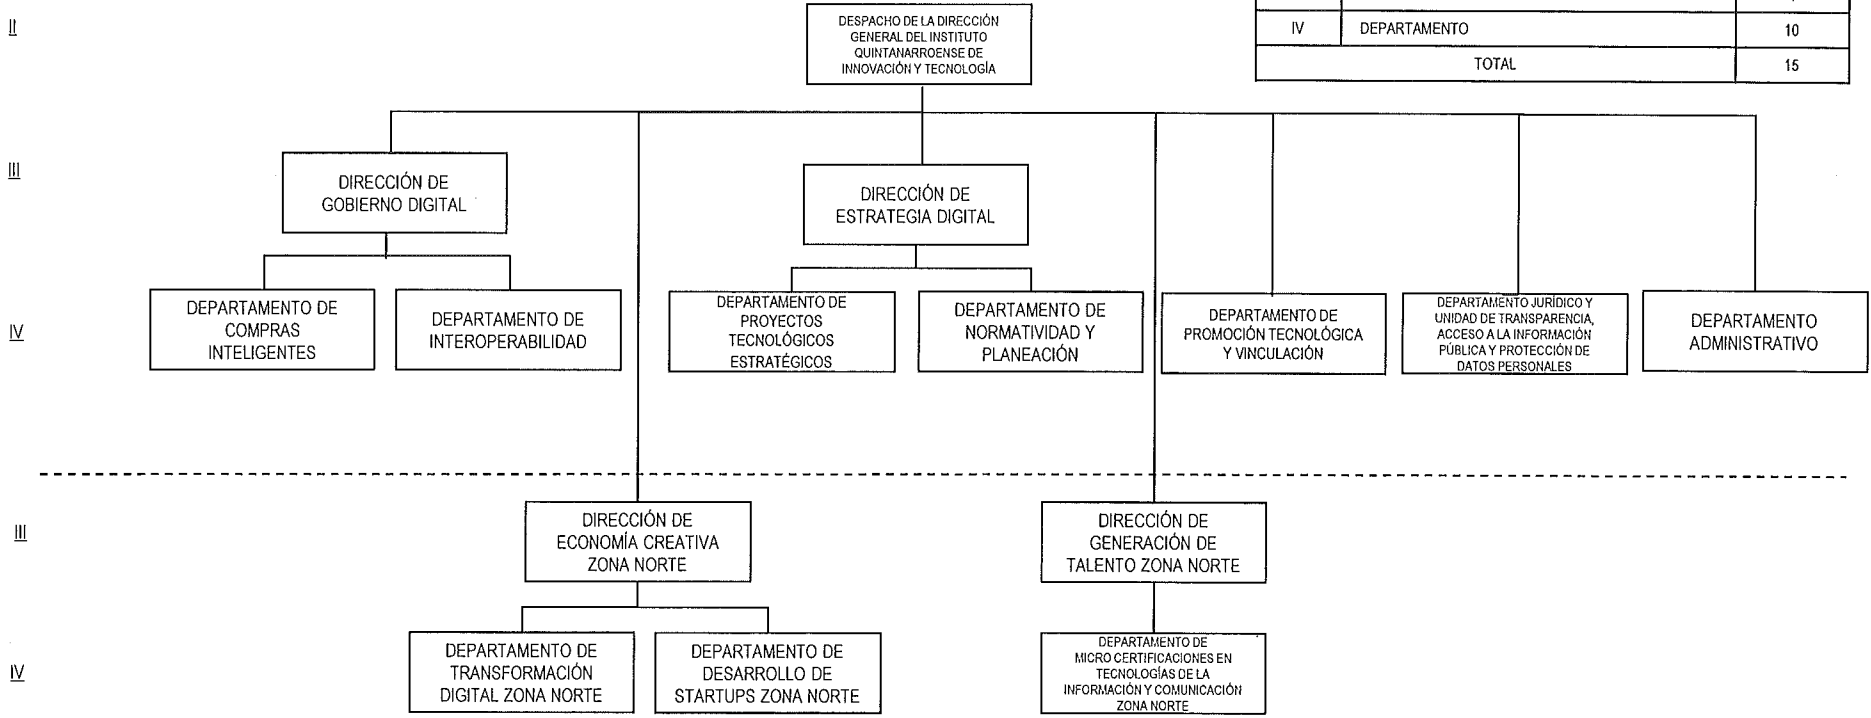 II
DESPACHO DE LA DIRECCIÓN
GENERAL DEL INSTITUTO
QUINTANARROENSE DE
INNOVACIÓN Y TECNOLOGÍA
IV DEPARTAMENTO 10
TOTAL 15
III
DIRECCIÓN DE
GOBIERNO DIGITAL
DIRECCIÓN DE
ESTRATEGIA DIGITAL
IV
DEPARTAMENTO DE
COMPRAS
INTELIGENTES
DEPARTAMENTO DE
INTEROPERABILIDAD
DEPARTAMENTO DE
PROYECTOS
TECNOLÓGICOS
ESTRATÉGICOS
DEPARTAMENTO DE
NORMATIVIDAD Y
PLANEACIÓN
DEPARTAMENTO DE
PROMOCIÓN TECNOLÓGICA
Y VINCULACIÓN
DEPARTAMENTO JURÍDICO Y
UNIDAD DE TRANSPARENCIA,
ACCESO A LA INFORMACIÓN
PÚBLICA Y PROTECCIÓN DE
DATOS PERSONALES
DEPARTAMENTO
ADMINISTRATIVO
III
DIRECCIÓN DE
ECONOMÍA CREATIVA
ZONA NORTE
DIRECCIÓN DE
GENERACIÓN DE
TALENTO ZONA NORTE
IV
DEPARTAMENTO DE
TRANSFORMACIÓN
DIGITAL ZONA NORTE
DEPARTAMENTO DE
DESARROLLO DE
STARTUPS ZONA NORTE
DEPARTAMENTO DE
MICRO CERTIFICACIONES EN
TECNOLOGÍAS DE LA
INFORMACIÓN Y COMUNICACIÓN
ZONA NORTE